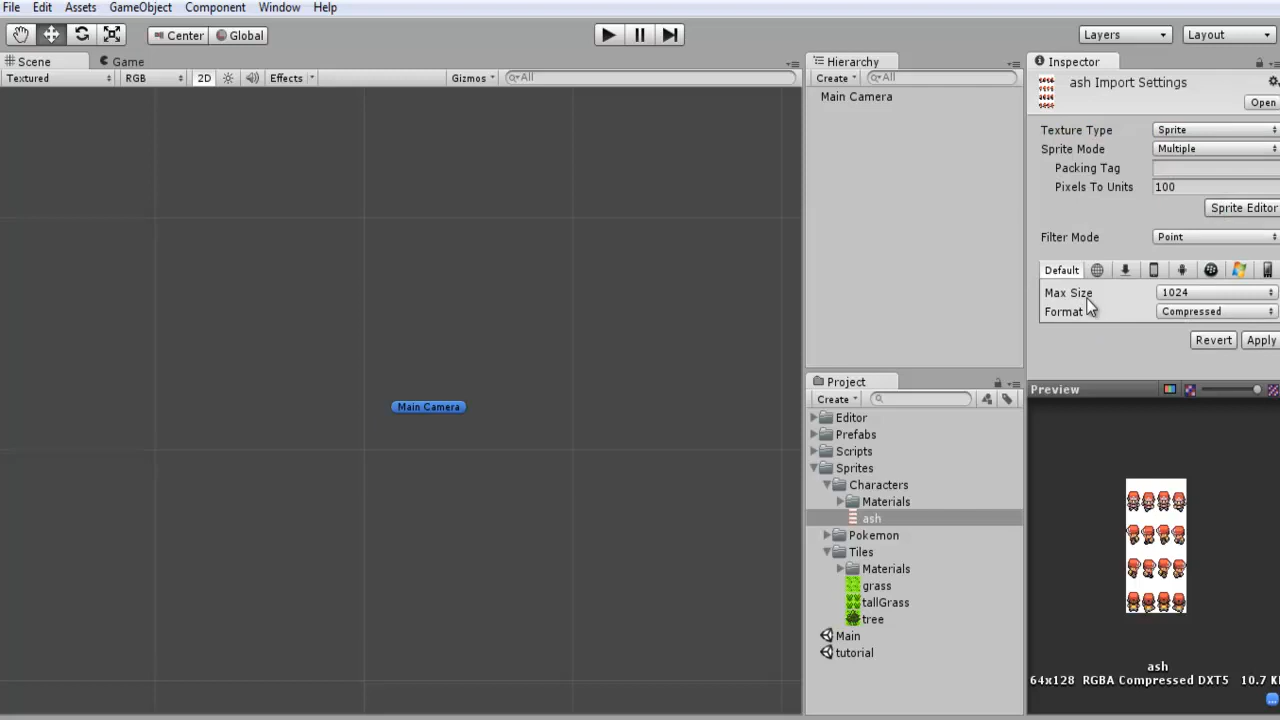 File Edit Assets GameObject Component Window Help
Center Global Layers Layout
Scene Game Hierarchy Inspector
Textured RGB 2D Effects Gizmos All Create All
Main Camera
ash Import Settings
Open
Texture Type Sprite
Sprite Mode Multiple
Packing Tag
Pixels To Units 100
Sprite Editor
Filter Mode Point
Default
Max Size 1024
Format Compressed
Revert Apply
Main Camera
Project
Create
Editor
Prefabs
Scripts
Sprites
Characters
Materials
ash
Pokemon
Tiles
Materials
grass
tallGrass
tree
Main
tutorial
Preview
ash
64x128 RGBA Compressed DXT5 10.7 K